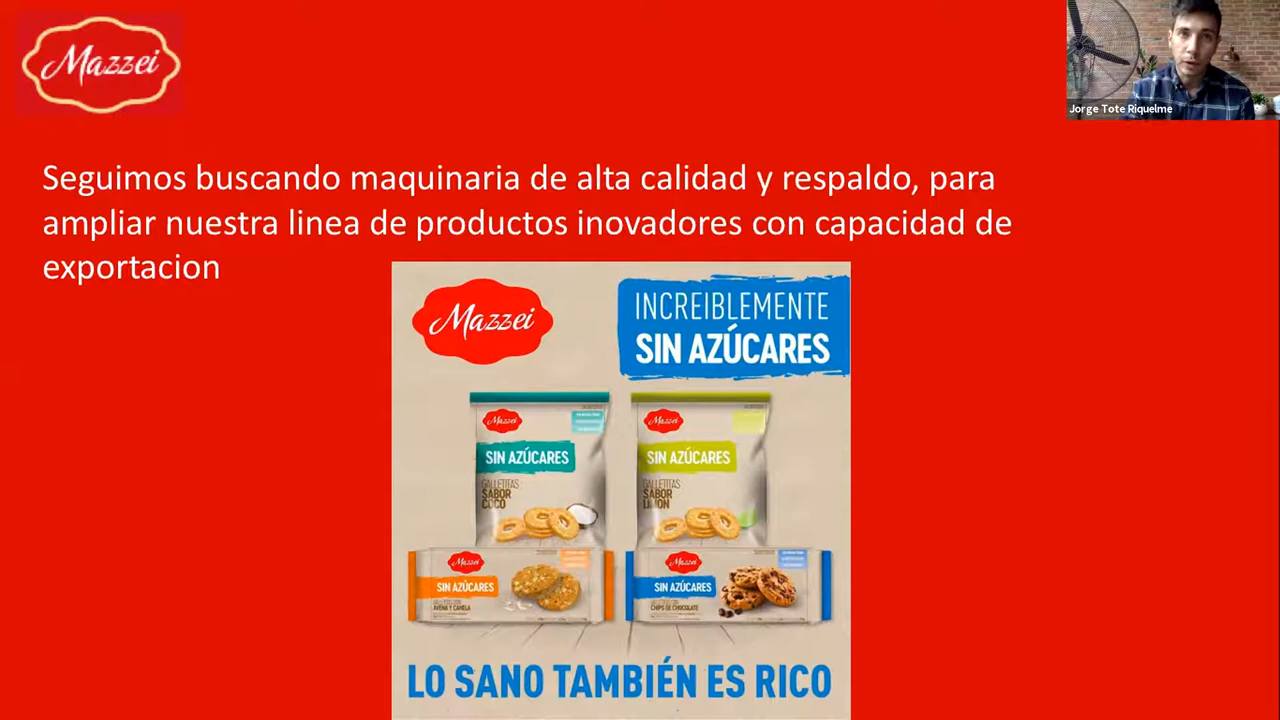 Mazzei
Jorge Tote Riquelme
Seguimos buscando maquinaria de alta calidad y respaldo, para
ampliar nuestra linea de productos inovadores con capacidad de
exportacion
Mazzei
INCREIBLEMENTE
SIN AZÚCARES
Mazzei
SIN AZÚCARES
GALLETITAS
SABOR
COCO
Mazzei
SIN AZÚCARES
GALLETITAS
SABOR
LIMON
Mazzei
SIN AZÚCARES
AVENA Y CANELA
Mazzei
SIN AZÚCARES
CHIPS DE CHOCOLATE
LO SANO TAMBIÉN ES RICO